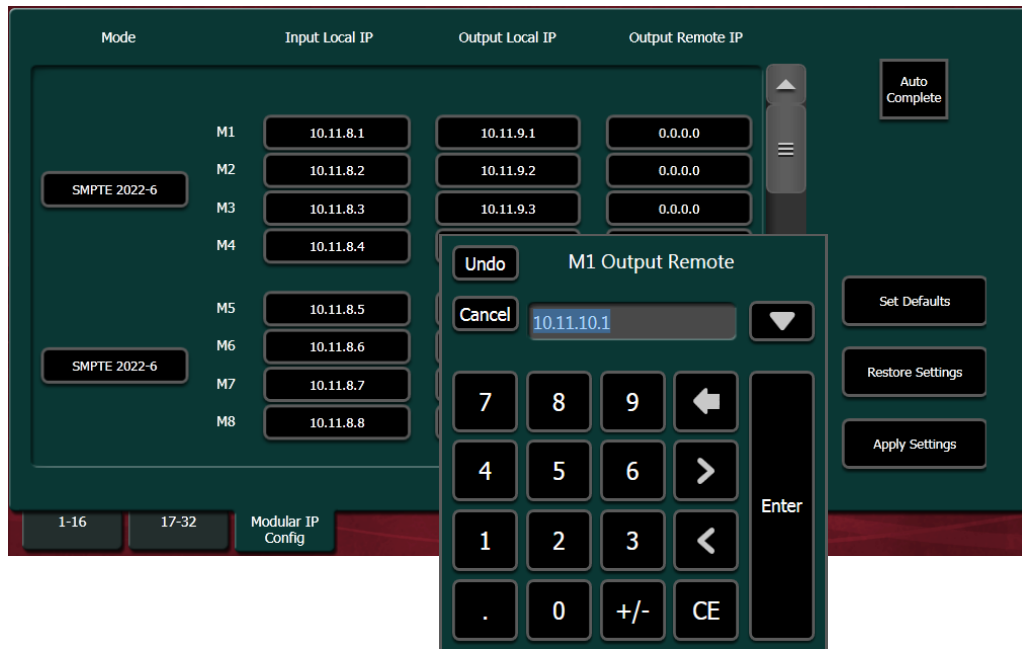 Mode Input Local IP Output Local IP Output Remote IP
Auto
Complete
M1 10.11.8.1 10.11.9.1 0.0.0.0
M2 10.11.8.2 10.11.9.2 0.0.0.0
SMPTE 2022-6
M3 10.11.8.3 10.11.9.3 0.0.0.0
M4 10.11.8.4
M5 10.11.8.5
M6 10.11.8.6
SMPTE 2022-6
M7 10.11.8.7
M8 10.11.8.8
Set Defaults
Restore Settings
Apply Settings
Undo M1 Output Remote
Cancel 10.11.10.1
7 8 9
4 5 6 >
1 2 3 <
. 0 +/- CE
Enter
1-16 17-32 Modular IP
Config